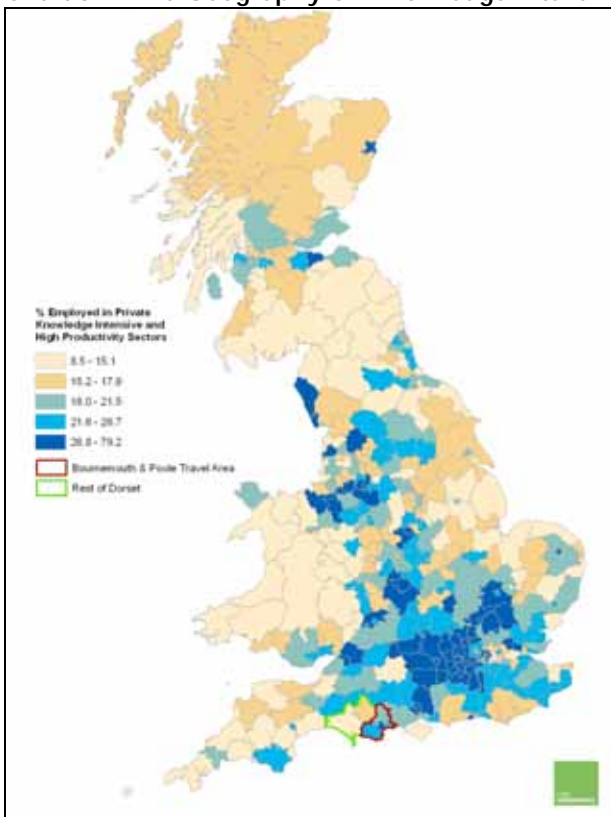 Geography
% Employed in Private
Knowledge Intensive and
High Productivity Sectors
8.5 - 15.1
15.2 - 17.9
18.0 - 21.5
21.6 - 26.7
26.8 - 79.2
Bournemouth & Poole Travel Area
Rest of Dorset